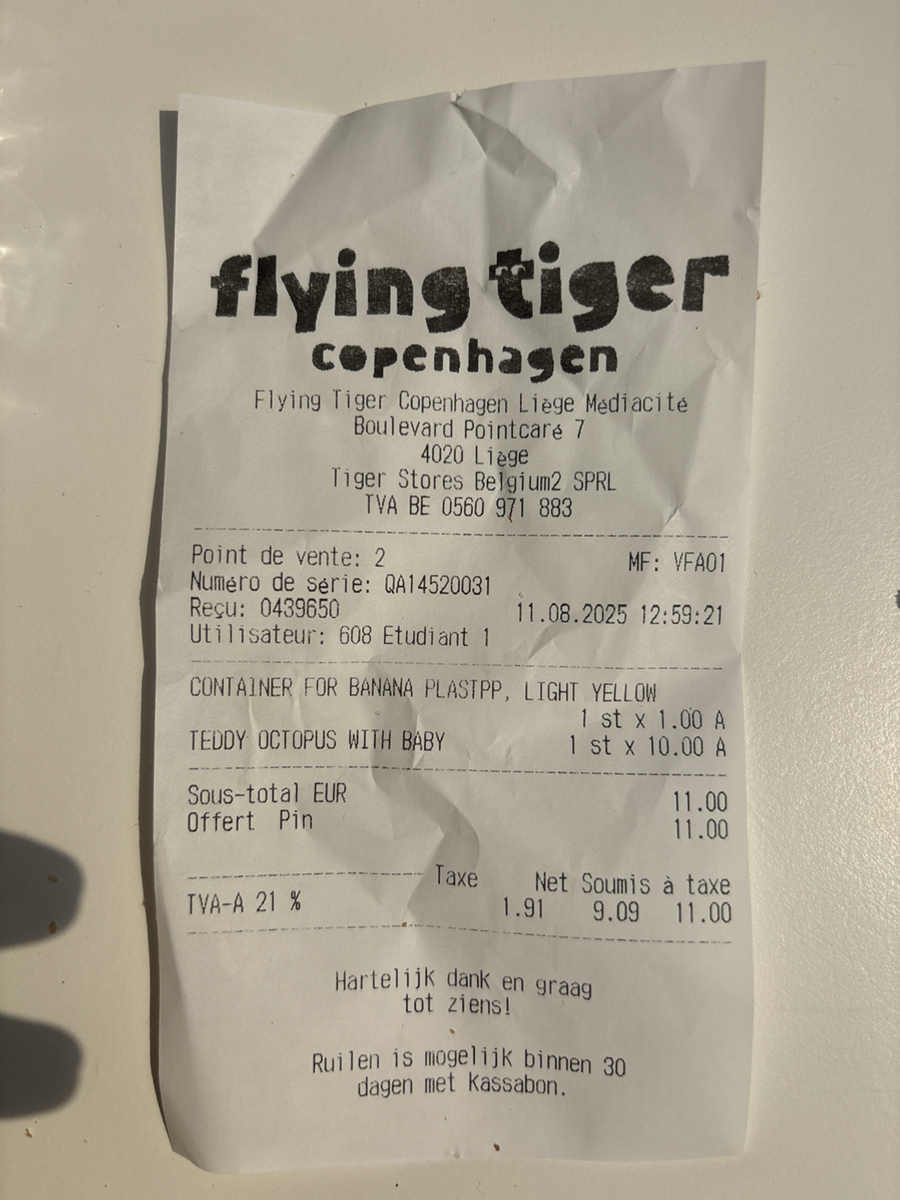 flying tiger
copenhagen
Flying Tiger Copenhagen Liège Médiacité
Boulevard Pointcaré 7
4020 Liège
Tiger Stores Belgium2 SPRL
TVA BE 0560 971 883
Point de vente: 2 MF: VFA01
Numéro de série: QA14520031
Reçu: 0439650 11.08.2025 12:59:21
Utilisateur: 608 Etudiant 1
CONTAINER FOR BANANA PLASTPP, LIGHT YELLOW
1 st x 1.00 A
TEDDY OCTOPUS WITH BABY 1 st x 10.00 A
Sous-total EUR 11.00
Offert Pin 11.00
Taxe Net Soumis à taxe
TVA-A 21 % 1.91 9.09 11.00
Hartelijk dank en graag
tot ziens!
Ruilen is mogelijk binnen 30
dagen met Kassabon.